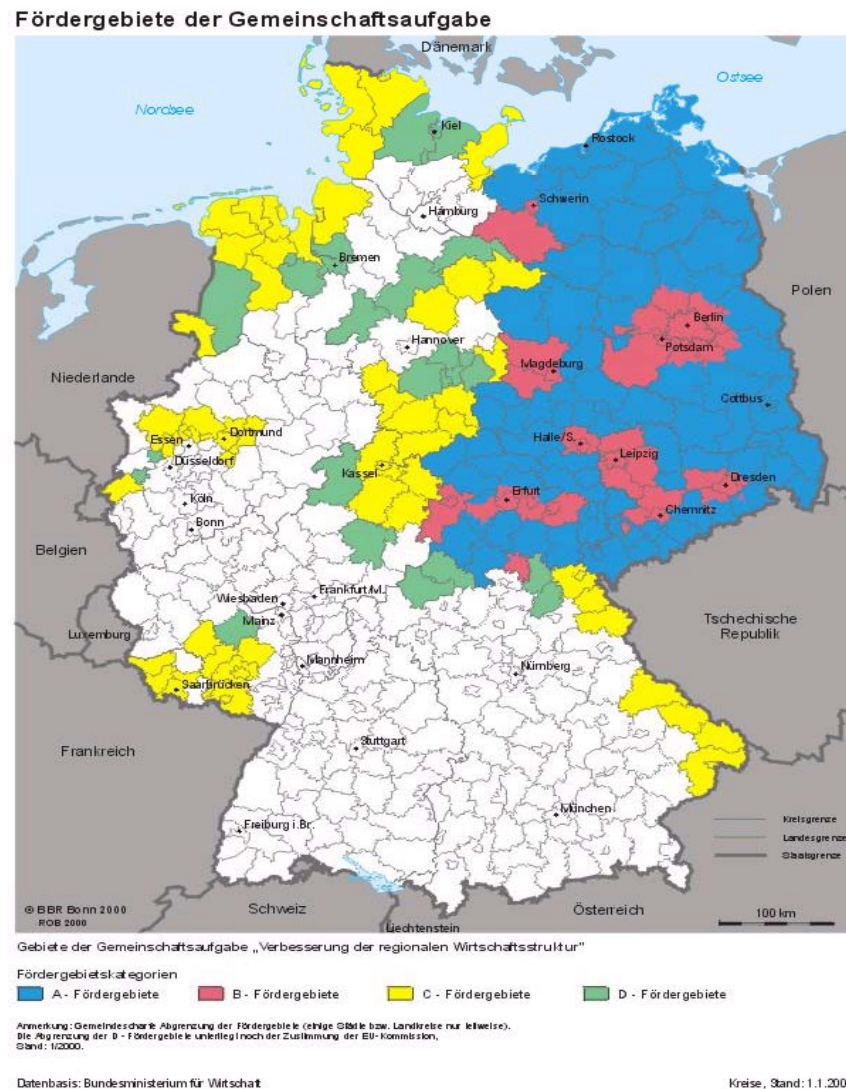 Fördergebiete der Gemeinschaftsaufgabe
Dänemark
Ostsee
Nordsee
Kiel
Rostock
Schwerin
Hamburg
Bremen
Polen
Berlin
Hannover
Potsdam
Magdeburg
Niederlande
Cottbus
Essen
Dortmund
Halle/S.
Leipzig
Düsseldorf
Kassel
Dresden
Köln
Erfurt
Chemnitz
Bonn
Belgien
Wiesbaden
Frankfurt/M.
Mainz
Tschechische
Republik
Luxemburg
Mannheim
Nürnberg
Saarbrücken
Frankreich
Stuttgart
München
Kreisgrenze
Freiburg i.Br.
Landesgrenze
Staatsgrenze
© BBR Bonn 2000
ROB 2000
Schweiz
Österreich
100 km
Liechtenstein
Gebiete der Gemeinschaftsaufgabe „Verbesserung der regionalen Wirtschaftsstruktur"
Fördergebietskategorien
A - Fördergebiete
B - Fördergebiete
C - Fördergebiete
D - Fördergebiete
Anmerkung: Gemeindescharfe Abgrenzung der Fördergebiete (einige Städte bzw. Landkreise nur teilweise).
Die Abgrenzung der D - Fördergebiete unterliegt noch der Zustimmung der EU-Kommission,
Stand: 1/2000.
Datenbasis: Bundesministerium für Wirtschaft
Kreise, Stand: 1.1.200